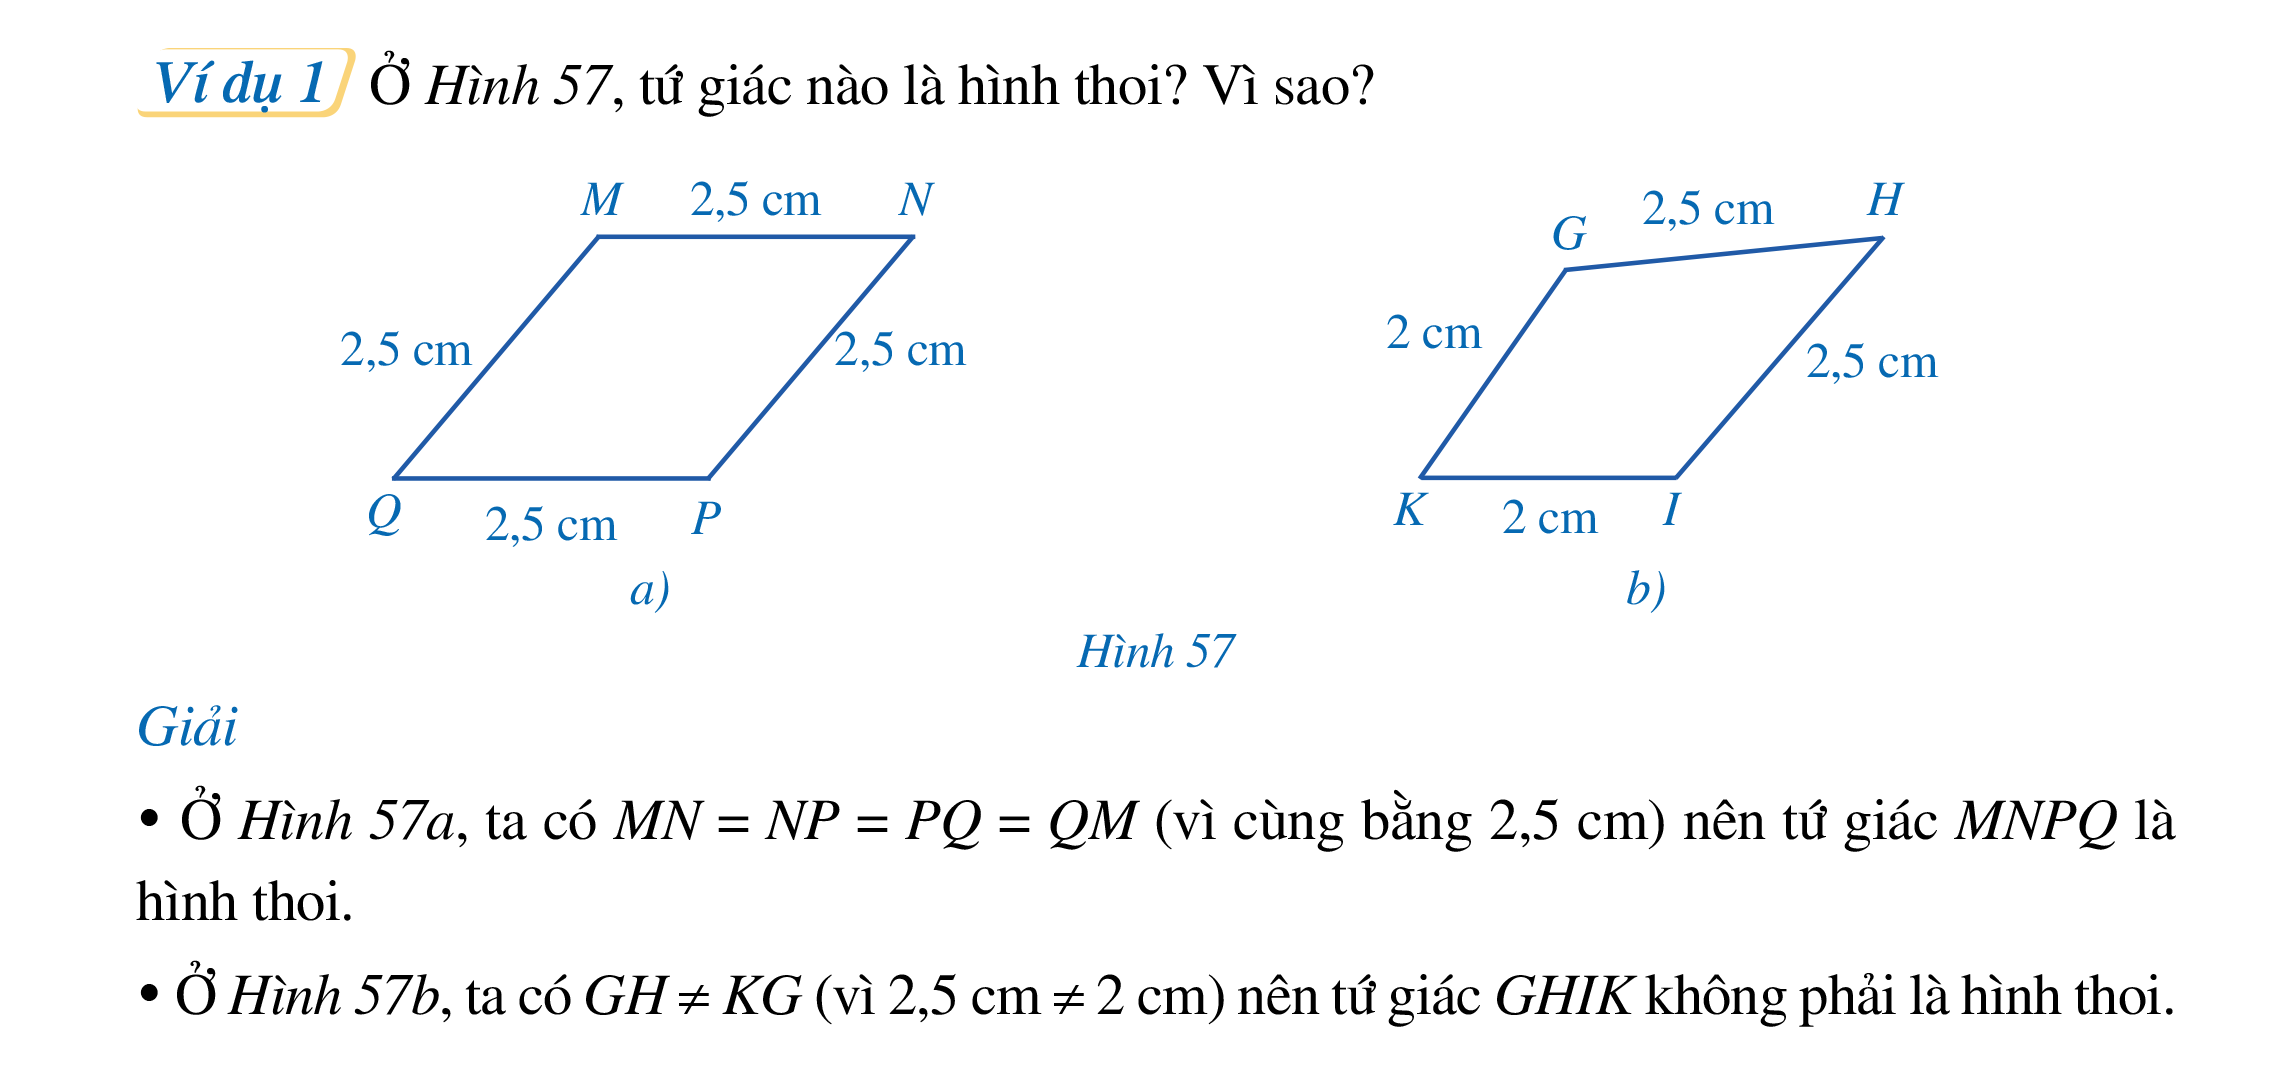 Ví dụ 1 Ở Hình 57, tứ giác nào là hình thoi? Vì sao?
M 2,5 cm N
G 2,5 cm H
2,5 cm 2,5 cm
2 cm 2,5 cm
Q 2,5 cm P
K 2 cm I
a) b)
Hình 57
Giải
• Ở Hình 57a, ta có MN = NP = PQ = QM (vì cùng bằng 2,5 cm) nên tứ giác MNPQ là
hình thoi.
• Ở Hình 57b, ta có GH ≠ KG (vì 2,5 cm ≠ 2 cm) nên tứ giác GHIK không phải là hình thoi.